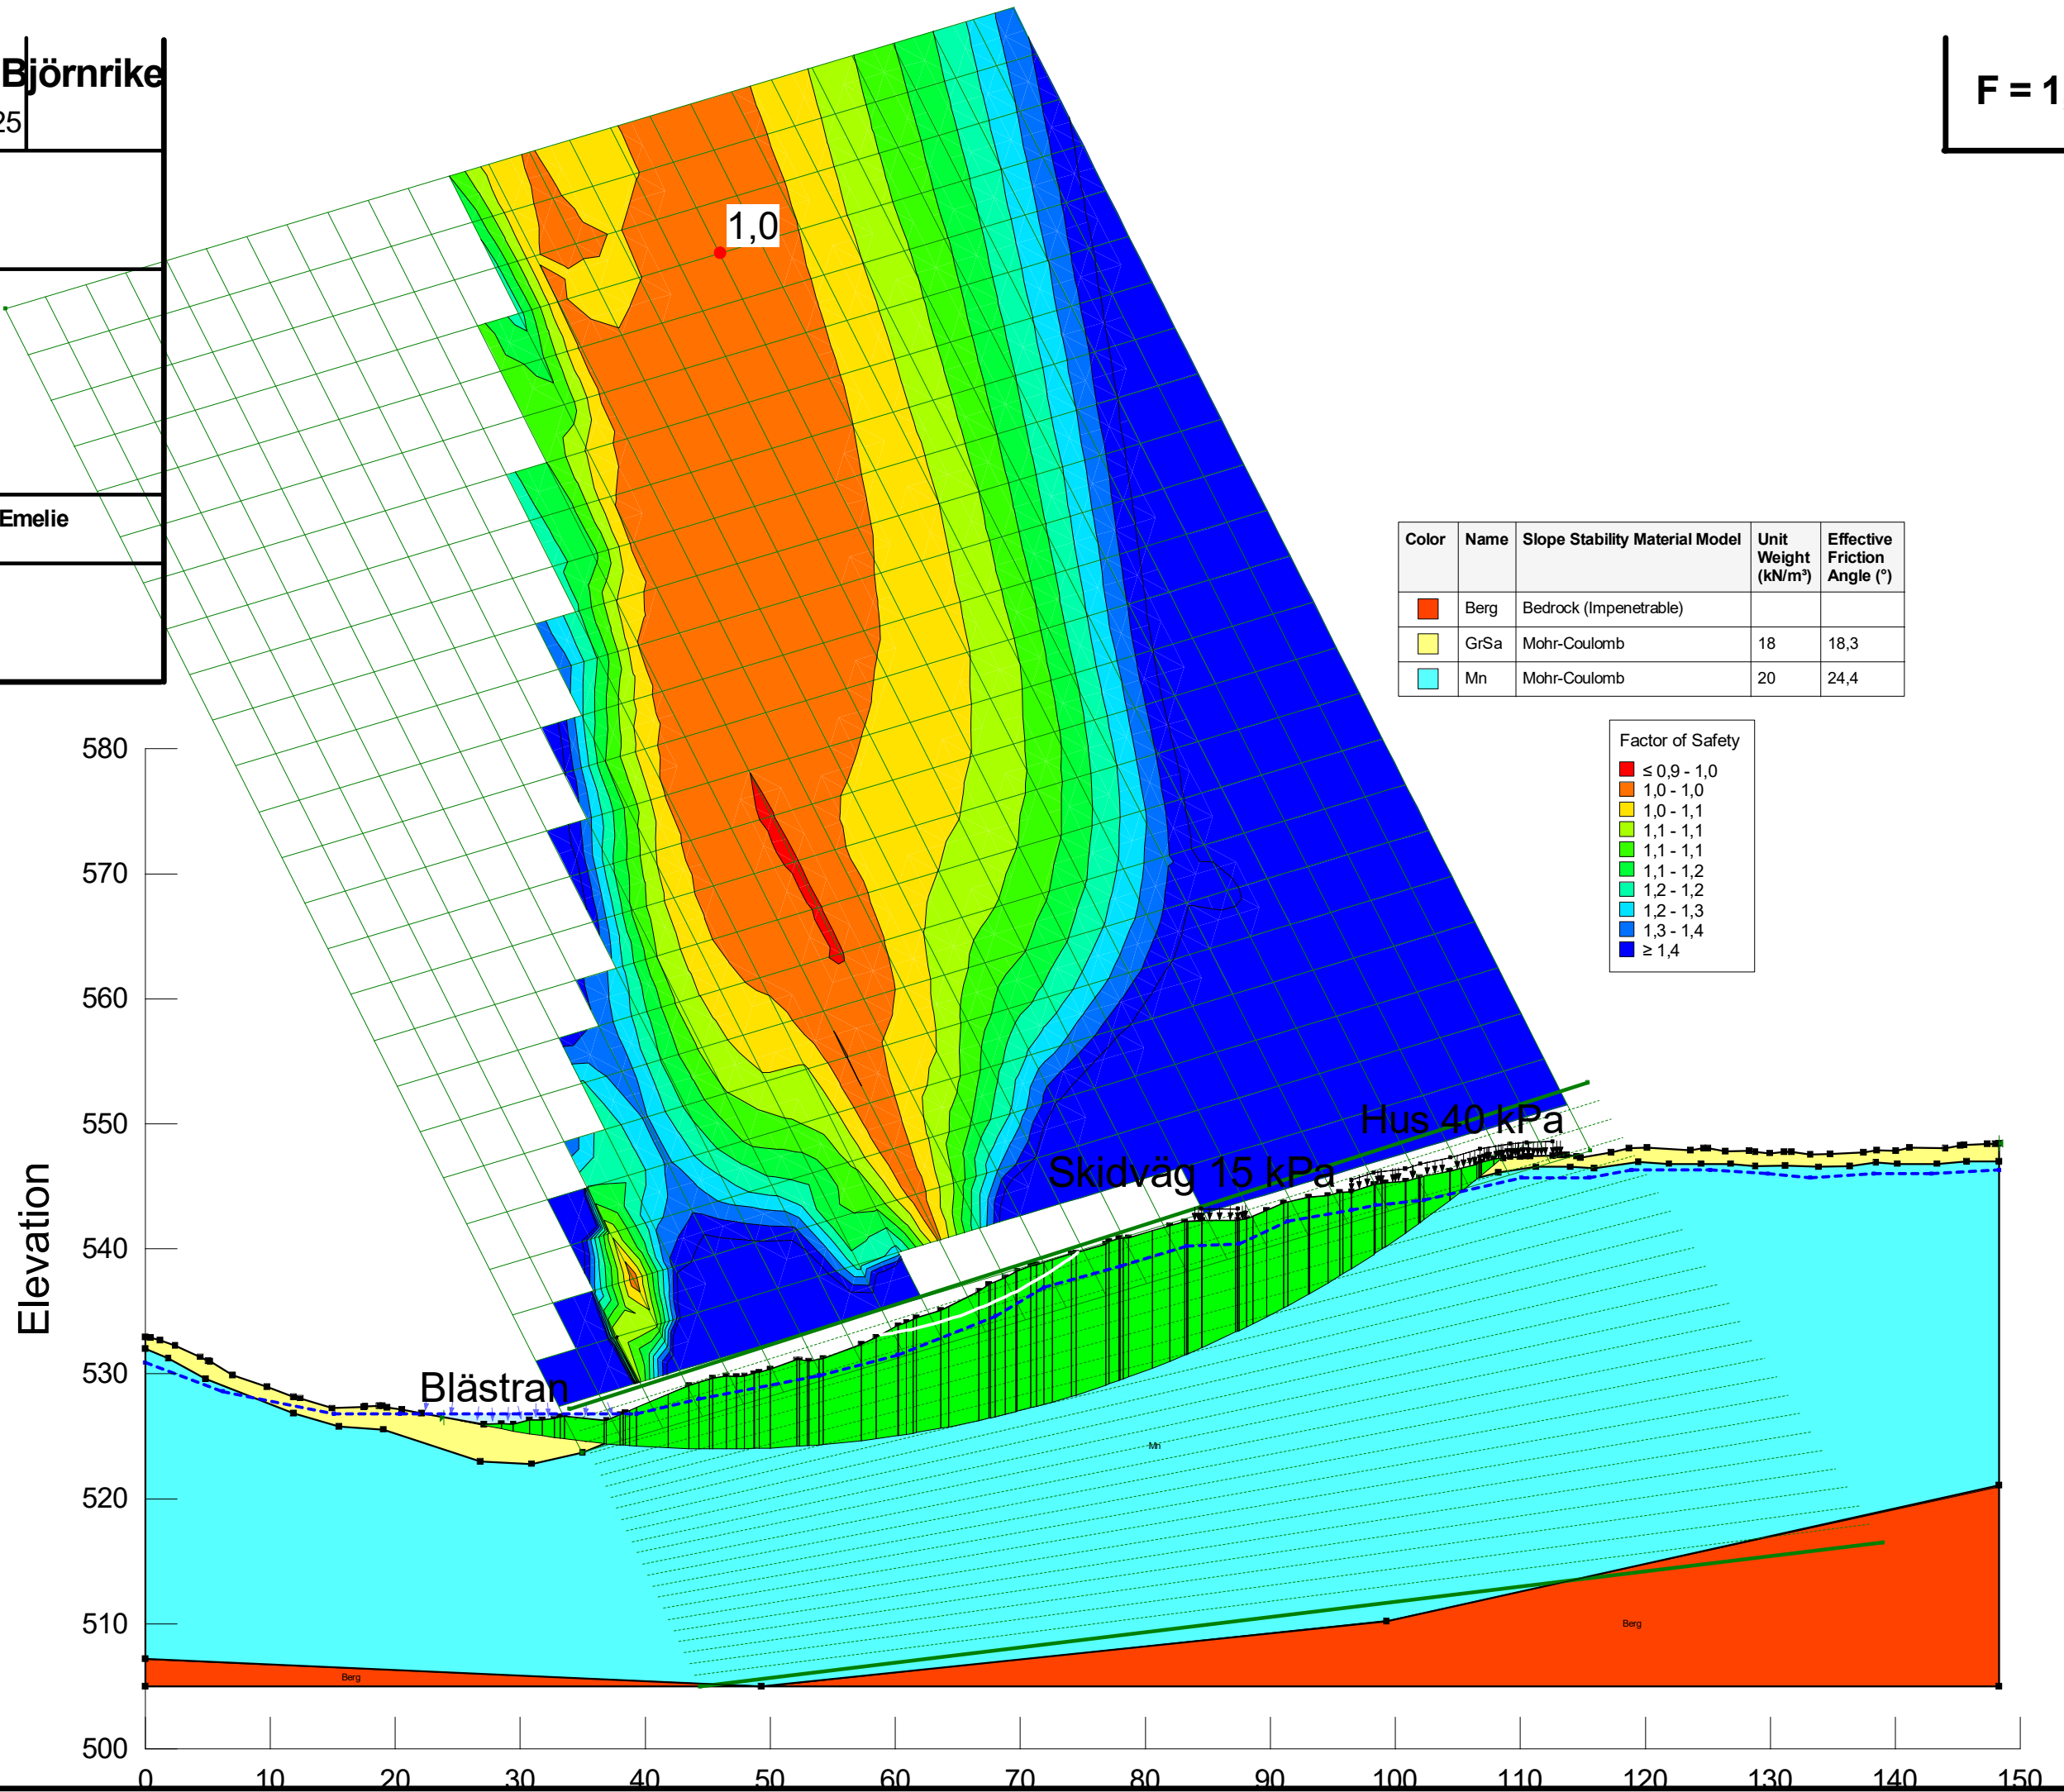 Björnrike
25
F = 1,
1,0
Emelie
Color Name Slope Stability Material Model Unit Weight (kN/m³) Effective Friction Angle (°)
Berg Bedrock (Impenetrable)
GrSa Mohr-Coulomb 18 18,3
Mn Mohr-Coulomb 20 24,4
Factor of Safety
≤ 0,9 - 1,0
1,0 - 1,0
1,0 - 1,1
1,1 - 1,1
1,1 - 1,1
1,1 - 1,2
1,2 - 1,2
1,2 - 1,3
1,3 - 1,4
≥ 1,4
Elevation
580
570
560
550
540
530
520
510
500
Hus 40 kPa
Skidväg 15 kPa
Blästran
Mn
Berg
Berg
0 10 20 30 40 50 60 70 80 90 100 110 120 130 140 150